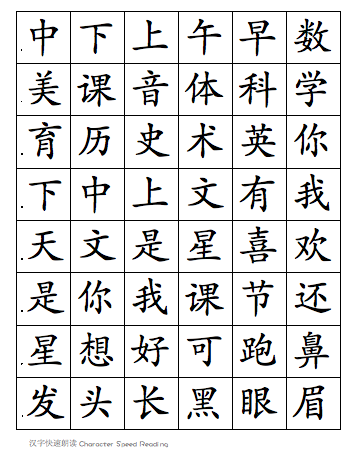 中 下 上 午 早 数
美 课 音 体 科 学
育 历 史 术 英 你
下 中 上 文 有 我
天 文 是 星 喜 欢
是 你 我 课 节 还
星 想 好 可 跑 鼻
发 头 长 黑 眼 眉
汉字快速朗读 Character Speed Reading